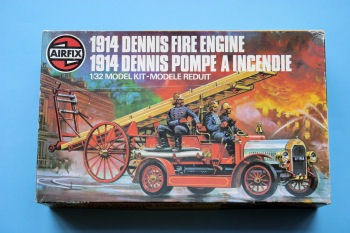 AIRFIX
1914 DENNIS FIRE ENGINE
1914 DENNIS POMPE A INCENDIE
1/32 MODEL KIT-MODELE REDUIT